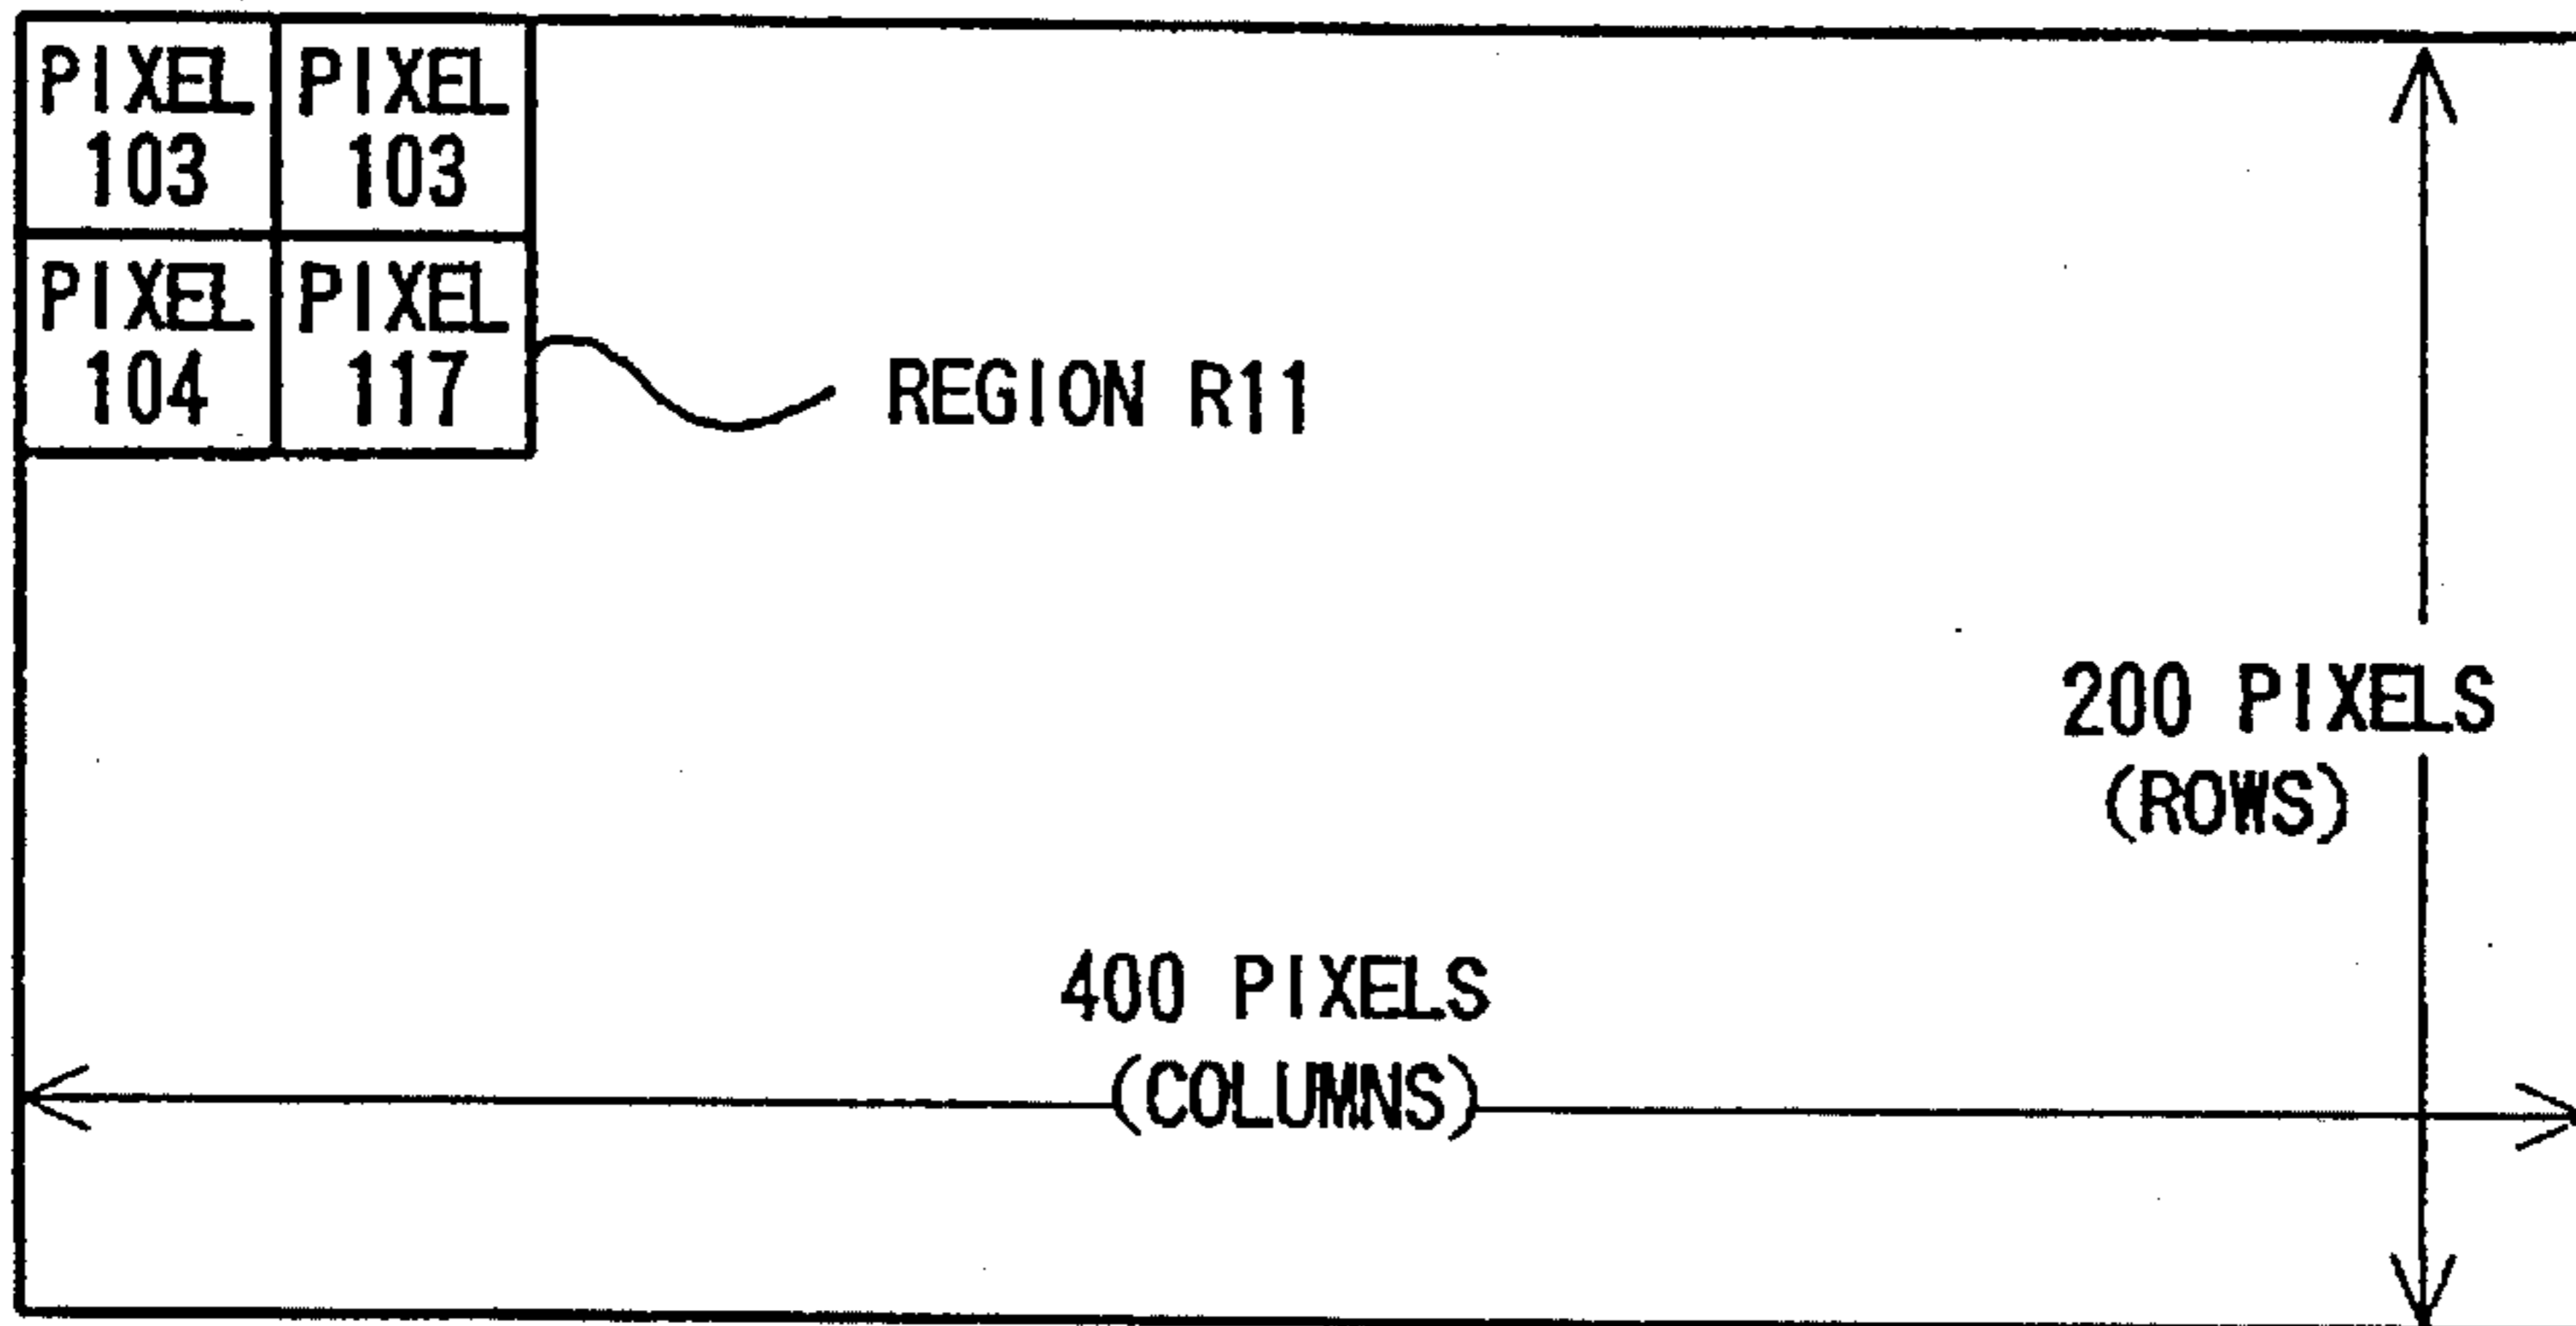 PIXEL PIXEL
103 103
PIXEL PIXEL
104 117
REGION R11
200 PIXELS
(ROWS)
400 PIXELS
(COLUMNS)